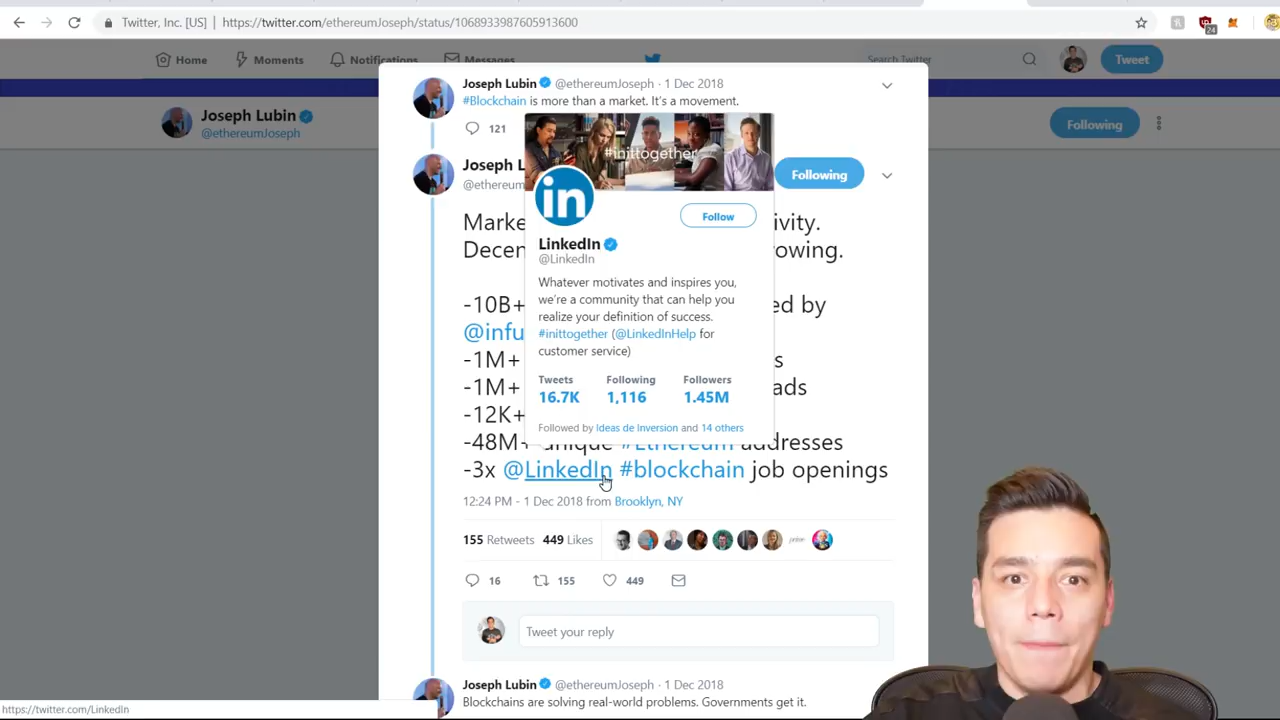 Twitter, Inc. [US] | https://twitter.com/ethereumJoseph/status/1068933987605913600
24
Home Moments Notifications Messages Search Twitter Tweet
Joseph Lubin
@ethereumJoseph
Following
Joseph Lubin @ethereumJoseph · 1 Dec 2018
#Blockchain is more than a market. It's a movement.
121
#inittogether
Joseph L
@ethereum
Following
in
Follow
LinkedIn
@LinkedIn
Whatever motivates and inspires you,
we're a community that can help you
realize your definition of success.
#inittogether (@LinkedInHelp for
customer service)
Tweets Following Followers
16.7K 1,116 1.45M
Followed by Ideas de Inversion and 14 others
Marke ivity.
Decen owing.
-10B+ ed by
@infu
-1M+ s
-1M+ ads
-12K+
-48M+ unique #Ethereum addresses
-3x @LinkedIn #blockchain job openings
12:24 PM - 1 Dec 2018 from Brooklyn, NY
155 Retweets 449 Likes
16 155 449
Tweet your reply
Joseph Lubin @ethereumJoseph · 1 Dec 2018
Blockchains are solving real-world problems. Governments get it.
https://twitter.com/LinkedIn